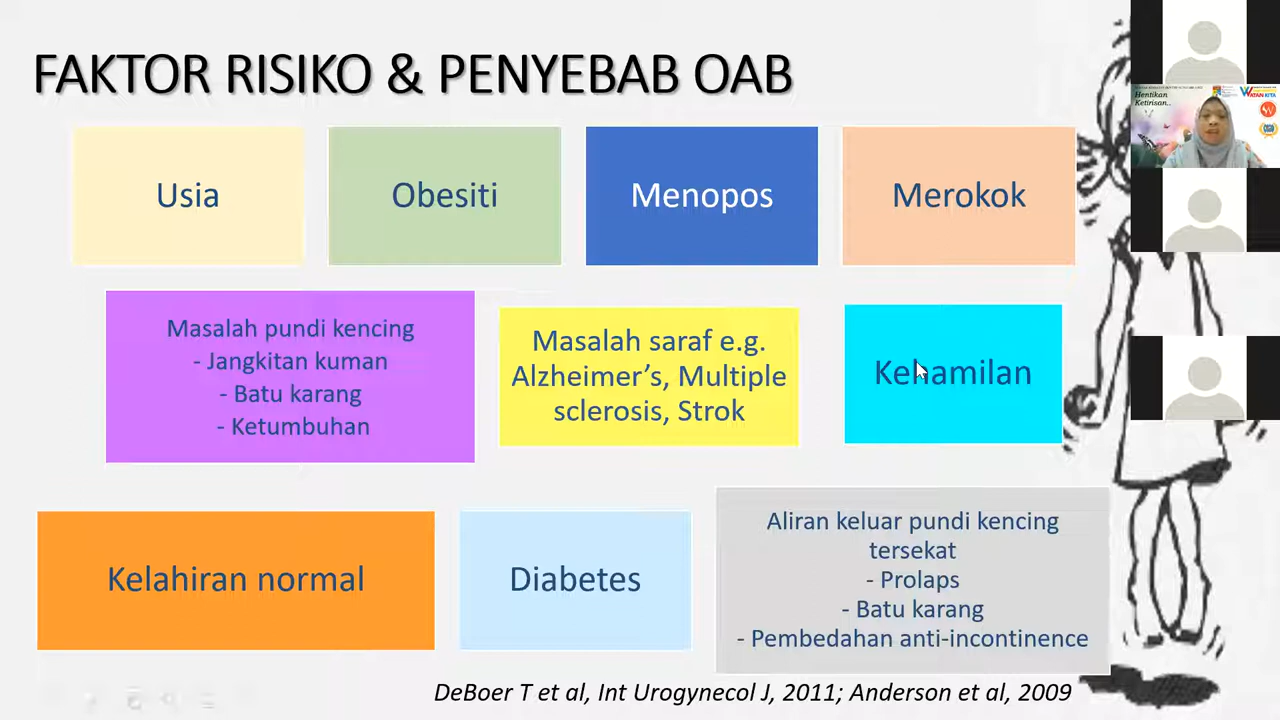 FAKTOR RISIKO & PENYEBAB OAB
Usia
Obesiti
Menopos
Merokok
Masalah pundi kencing
- Jangkitan kuman
- Batu karang
- Ketumbuhan
Masalah saraf e.g.
Alzheimer's, Multiple
sclerosis, Strok
Kehamilan
Kelahiran normal
Diabetes
Aliran keluar pundi kencing
tersekat
- Prolaps
- Batu karang
- Pembedahan anti-incontinence
DeBoer T et al, Int Urogynecol J, 2011; Anderson et al, 2009
Hentikan
Ketirisan..